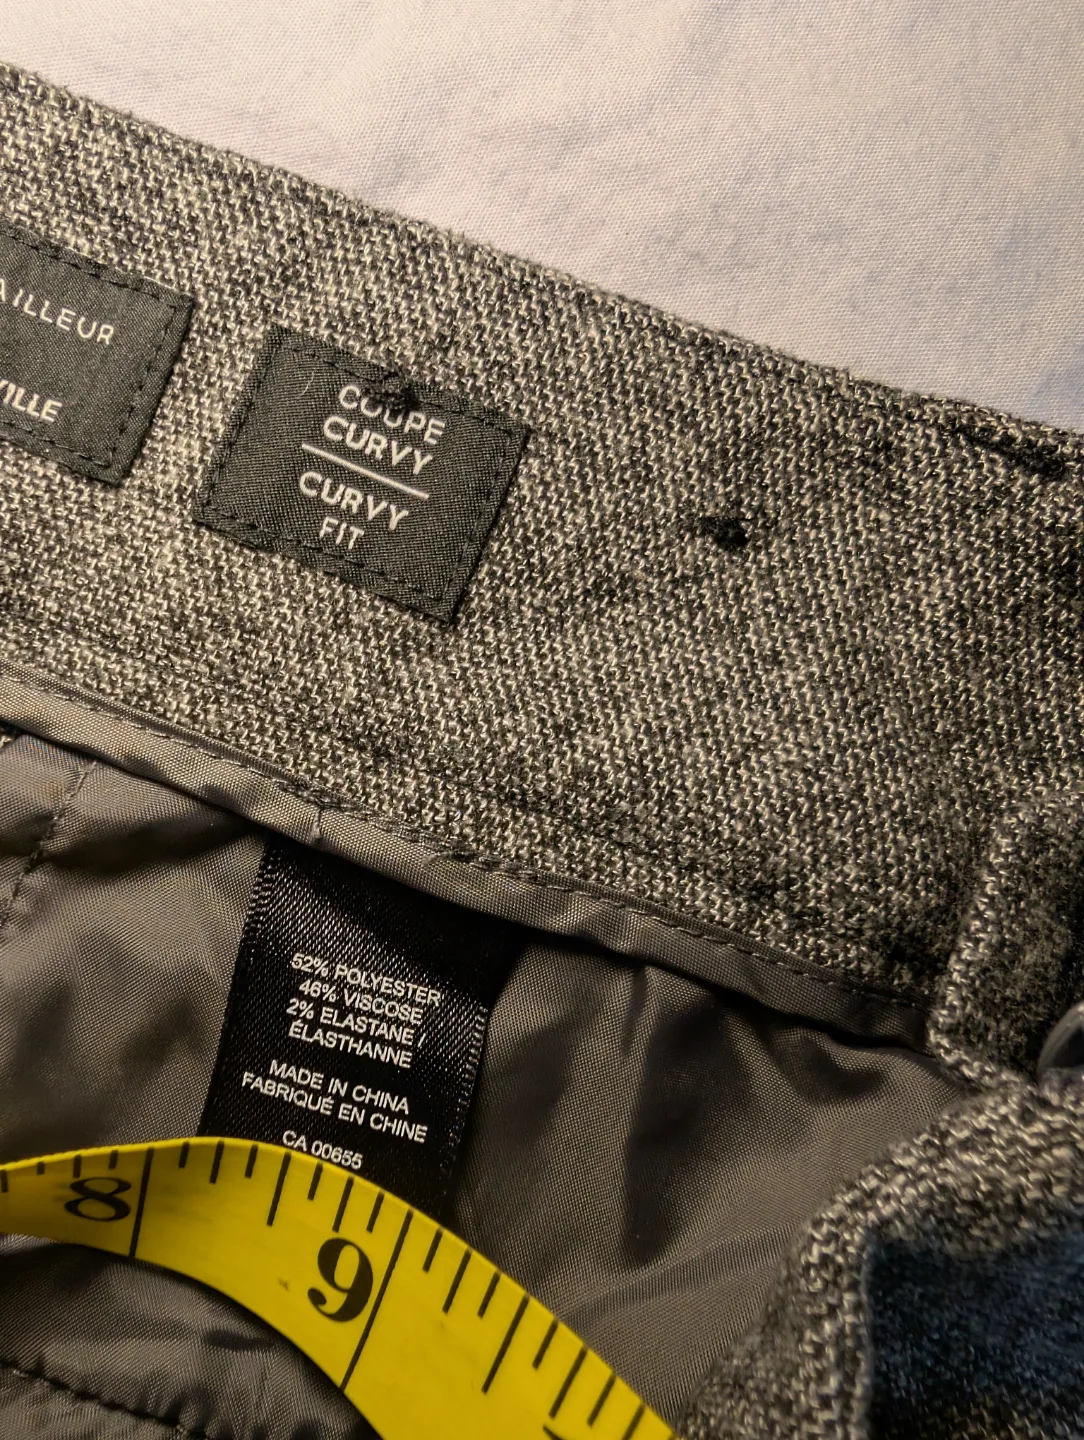 AILLEUR
VILLE
COUPE
CURVY
CURVY
FIT
52% POLYESTER
46% VISCOSE
2% ELASTANE /
ÉLASTHANNE
MADE IN CHINA
FABRIQUÉ EN CHINE
CA 00655
8
9